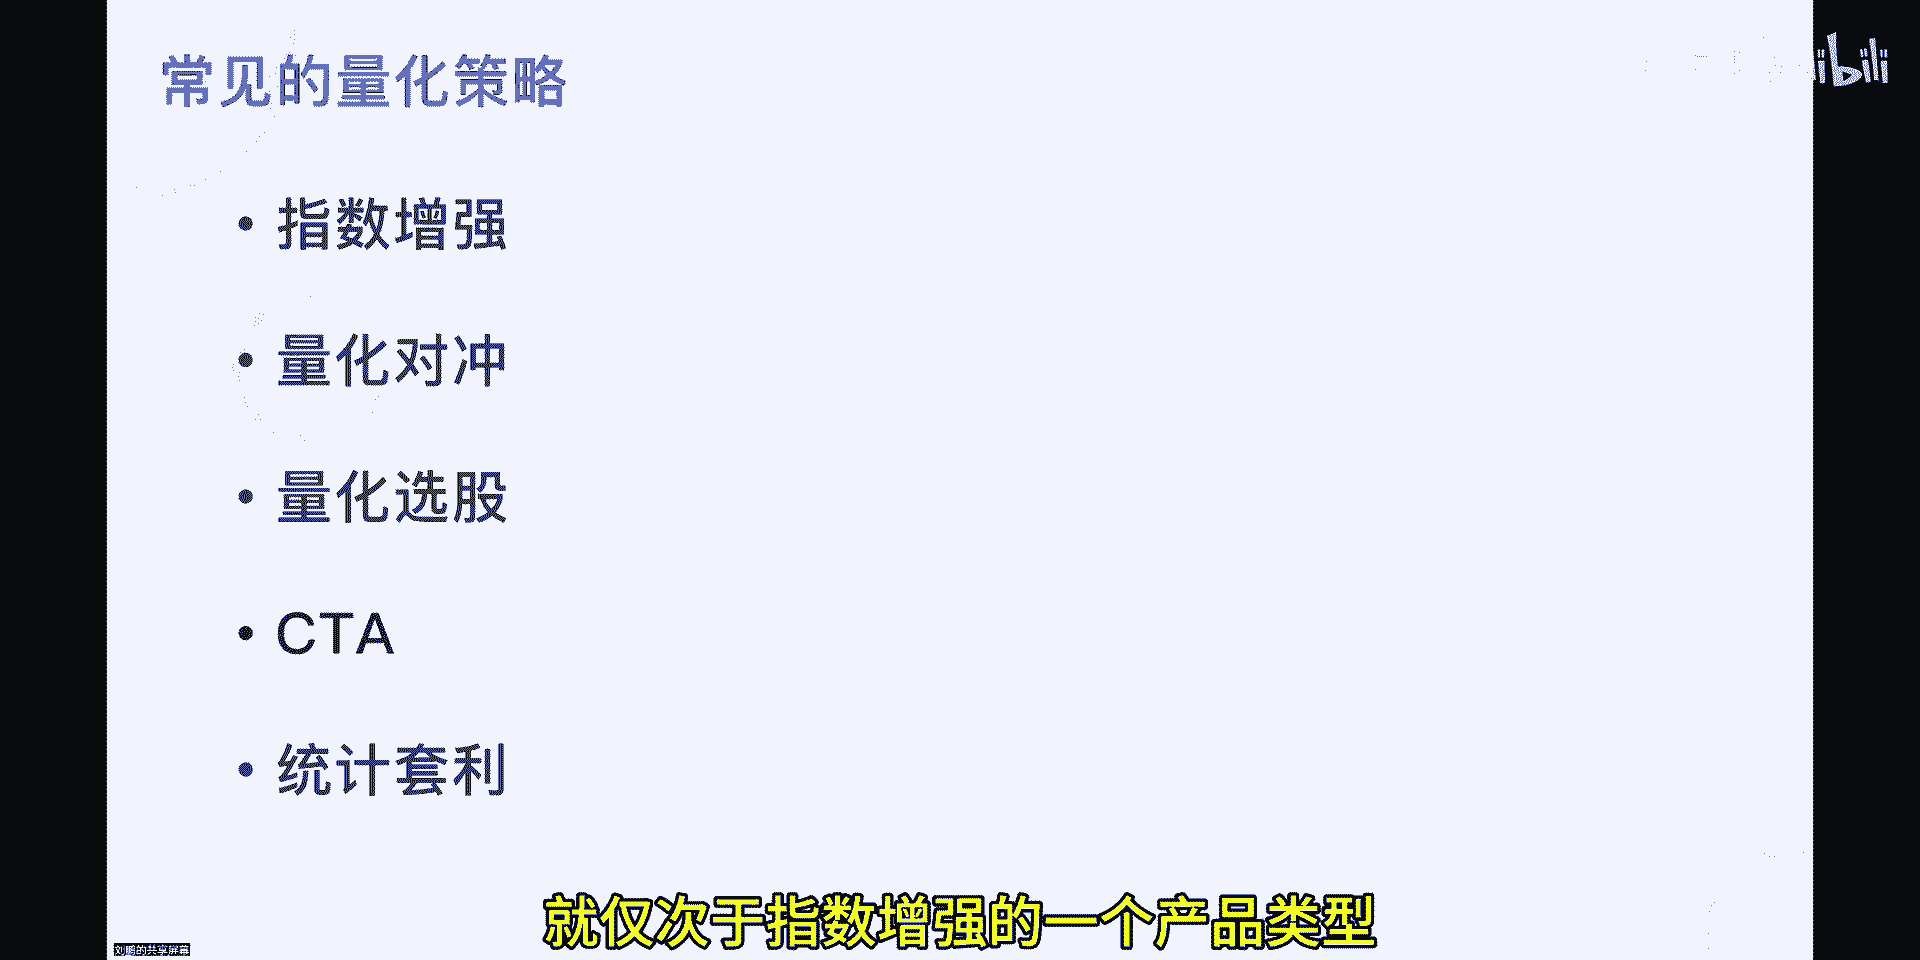 常见的量化策略
bilibili
• 指数增强
• 量化对冲
• 量化选股
• CTA
• 统计套利
就仅次于指数增强的一个产品类型
刘鹏的共享屏幕